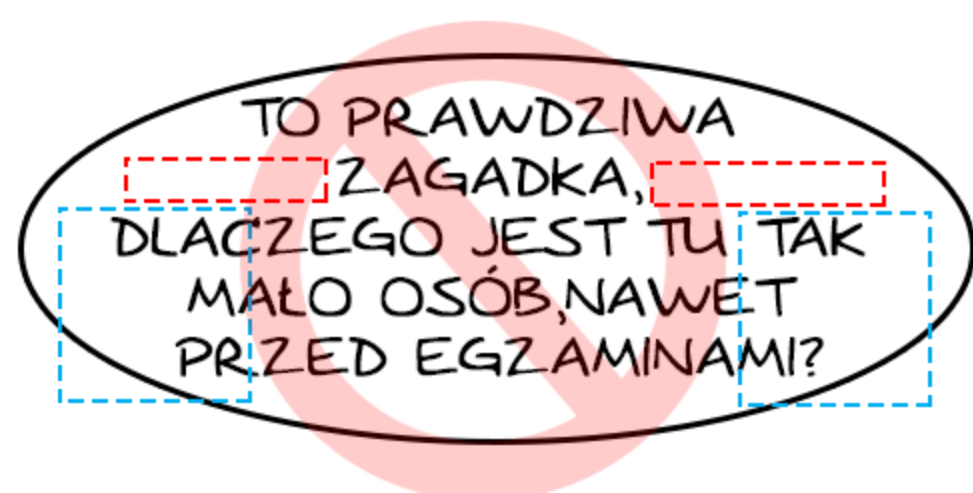 TO PRAWDZIWA
ZAGADKA,
DLACZEGO JEST TU TAK
MAŁO OSÓB,NAWET
PRZED EGZAMINAMI?